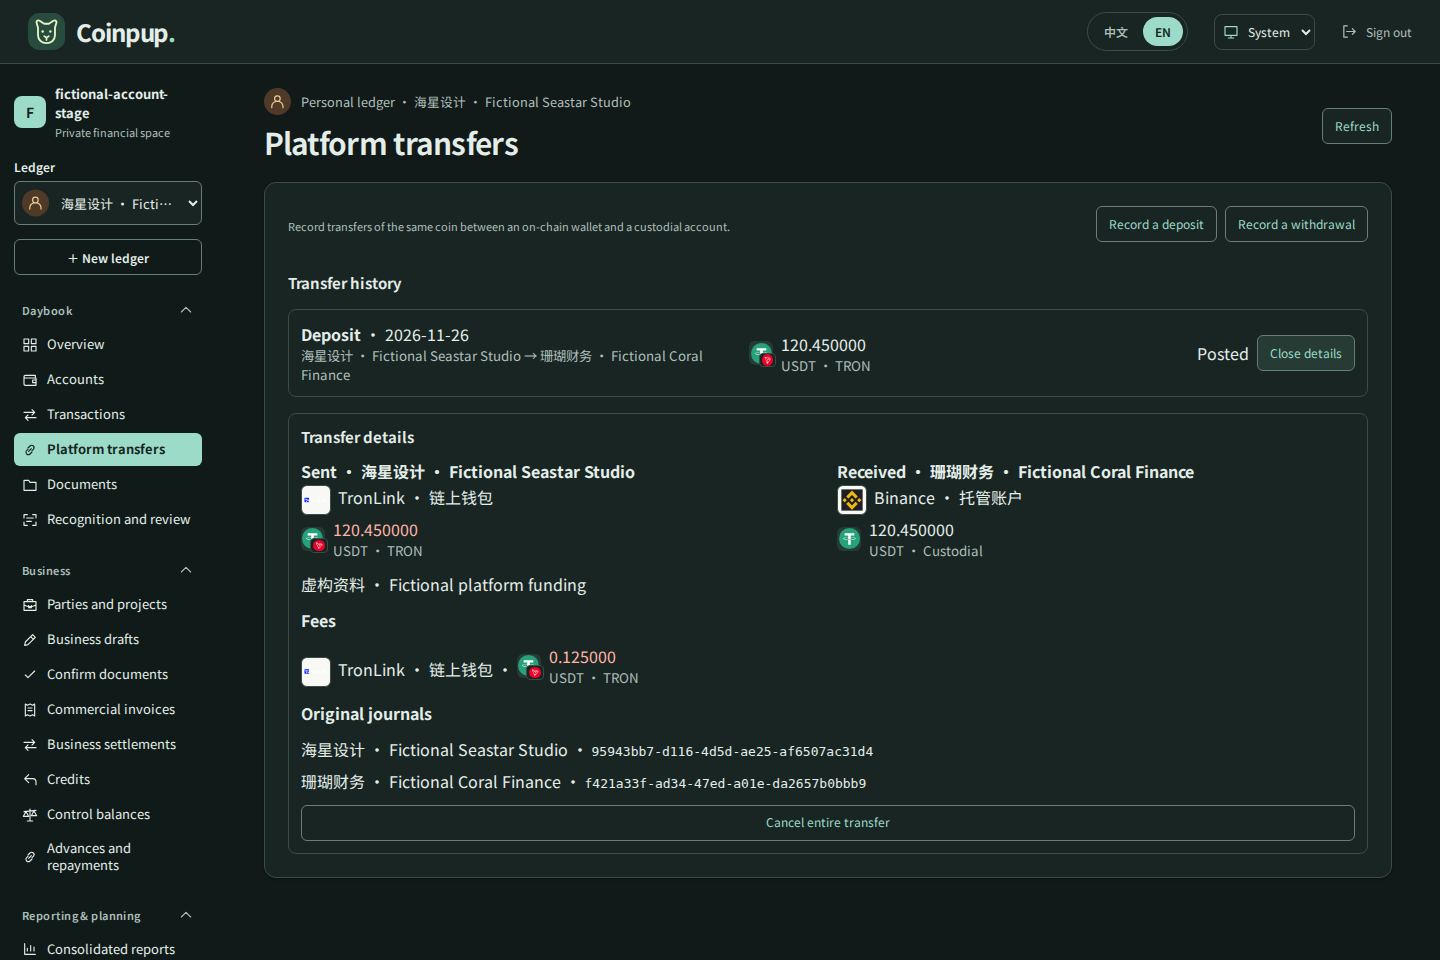 Coinpup.
中文
EN
System
Sign out
F
fictional-account-
stage
Private financial space
Ledger
海星设计 · Ficti···
+ New ledger
Daybook
Overview
Accounts
Transactions
Platform transfers
Documents
Recognition and review
Business
Parties and projects
Business drafts
Confirm documents
Commercial invoices
Business settlements
Credits
Control balances
Advances and
repayments
Reporting & planning
Consolidated reports
Personal ledger · 海星设计 · Fictional Seastar Studio
Platform transfers
Refresh
Record transfers of the same coin between an on-chain wallet and a custodial account.
Record a deposit
Record a withdrawal
Transfer history
Deposit · 2026-11-26
海星设计 · Fictional Seastar Studio → 珊瑚财务 · Fictional Coral
Finance
120.450000
USDT · TRON
Posted
Close details
Transfer details
Sent · 海星设计 · Fictional Seastar Studio
TronLink · 链上钱包
120.450000
USDT · TRON
Received · 珊瑚财务 · Fictional Coral Finance
Binance · 托管账户
120.450000
USDT · Custodial
虚构资料 · Fictional platform funding
Fees
TronLink · 链上钱包 ·
0.125000
USDT · TRON
Original journals
海星设计 · Fictional Seastar Studio · 95943bb7-d116-4d5d-ae25-af6507ac31d4
珊瑚财务 · Fictional Coral Finance · f421a33f-ad34-47ed-a01e-da2657b0bbb9
Cancel entire transfer